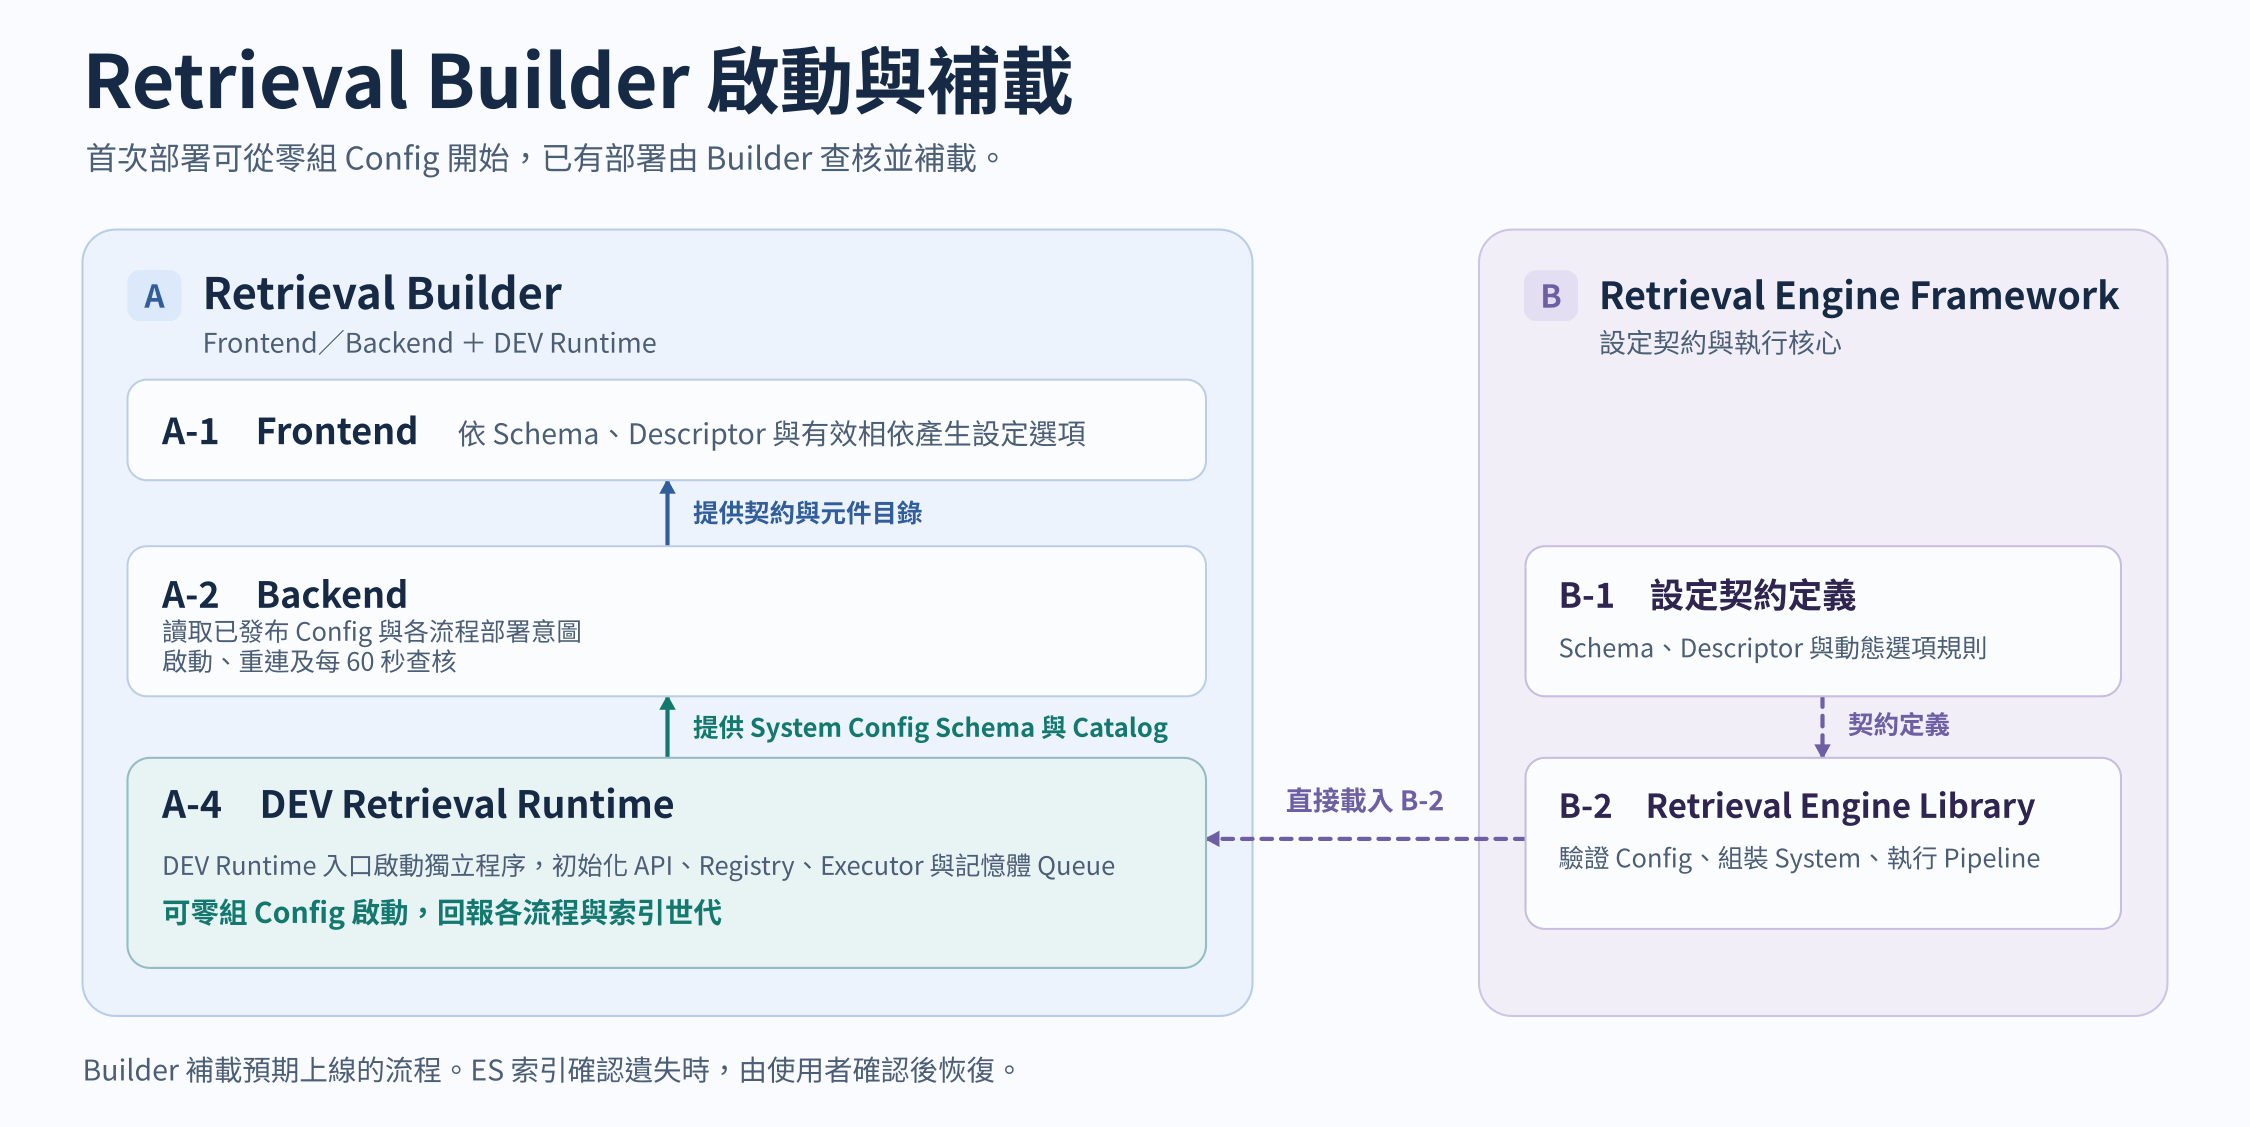 Retrieval Builder 啟動與補載
首次部署可從零組 Config 開始，已有部署由 Builder 查核並補載。
A Retrieval Builder
Frontend／Backend ＋ DEV Runtime
A-1 Frontend 依 Schema、Descriptor 與有效相依產生設定選項
提供契約與元件目錄
A-2 Backend
讀取已發布 Config 與各流程部署意圖
啟動、重連及每 60 秒查核
提供 System Config Schema 與 Catalog
A-4 DEV Retrieval Runtime
DEV Runtime 入口啟動獨立程序，初始化 API、Registry、Executor 與記憶體 Queue
可零組 Config 啟動，回報各流程與索引世代
直接載入 B-2
B Retrieval Engine Framework
設定契約與執行核心
B-1 設定契約定義
Schema、Descriptor 與動態選項規則
契約定義
B-2 Retrieval Engine Library
驗證 Config、組裝 System、執行 Pipeline
Builder 補載預期上線的流程。ES 索引確認遺失時，由使用者確認後恢復。